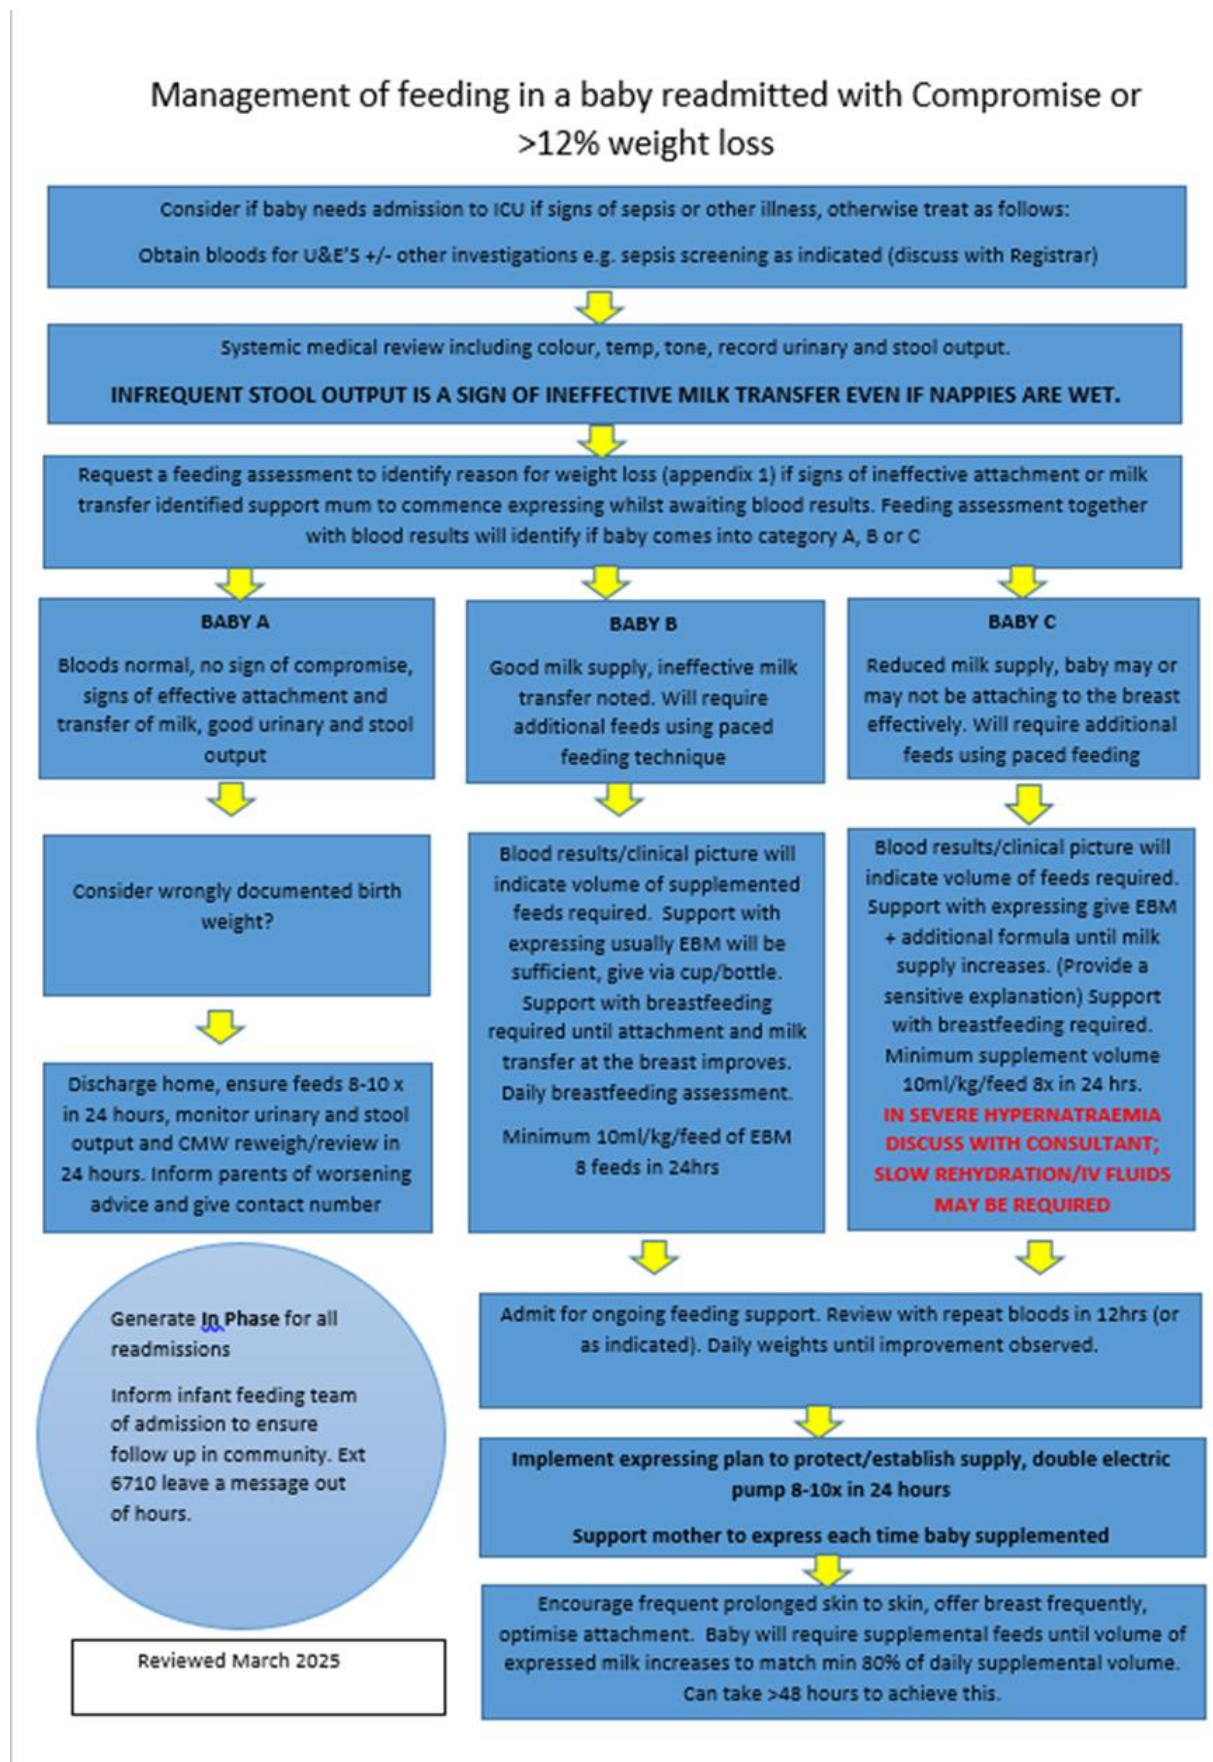 Management of feeding in a baby readmitted with Compromise or
>12% weight loss
Consider if baby needs admission to ICU if signs of sepsis or other illness, otherwise treat as follows:
Obtain bloods for U&E'S +/- other investigations e.g. sepsis screening as indicated (discuss with Registrar)
Systemic medical review including colour, temp, tone, record urinary and stool output.
INFREQUENT STOOL OUTPUT IS A SIGN OF INEFFECTIVE MILK TRANSFER EVEN IF NAPPIES ARE WET.
Request a feeding assessment to identify reason for weight loss (appendix 1) if signs of ineffective attachment or milk
transfer identified support mum to commence expressing whilst awaiting blood results. Feeding assessment together
with blood results will identify if baby comes into category A, B or C
BABY A
Bloods normal, no sign of compromise,
signs of effective attachment and
transfer of milk, good urinary and stool
output
Consider wrongly documented birth
weight?
Discharge home, ensure feeds 8-10 x
in 24 hours, monitor urinary and stool
output and CMW reweigh/review in
24 hours. Inform parents of worsening
advice and give contact number
BABY B
Good milk supply, ineffective milk
transfer noted. Will require
additional feeds using paced
feeding technique
Blood results/clinical picture will
indicate volume of supplemented
feeds required. Support with
expressing usually EBM will be
sufficient, give via cup/bottle.
Support with breastfeeding
required until attachment and milk
transfer at the breast improves.
Daily breastfeeding assessment.
Minimum 10ml/kg/feed of EBM
8 feeds in 24hrs
BABY C
Reduced milk supply, baby may or
may not be attaching to the breast
effectively. Will require additional
feeds using paced feeding
Blood results/clinical picture will
indicate volume of feeds required.
Support with expressing give EBM
+ additional formula until milk
supply increases. (Provide a
sensitive explanation) Support
with breastfeeding required.
Minimum supplement volume
10ml/kg/feed 8x in 24 hrs.
IN SEVERE HYPERNATRAEMIA
DISCUSS WITH CONSULTANT;
SLOW REHYDRATION/IV FLUIDS
MAY BE REQUIRED
Admit for ongoing feeding support. Review with repeat bloods in 12hrs (or
as indicated). Daily weights until improvement observed.
Implement expressing plan to protect/establish supply, double electric
pump 8-10x in 24 hours
Support mother to express each time baby supplemented
Encourage frequent prolonged skin to skin, offer breast frequently,
optimise attachment. Baby will require supplemental feeds until volume of
expressed milk increases to match min 80% of daily supplemental volume.
Can take >48 hours to achieve this.
Generate In Phase for all
readmissions
Inform infant feeding team
of admission to ensure
follow up in community. Ext
6710 leave a message out
of hours.
Reviewed March 2025